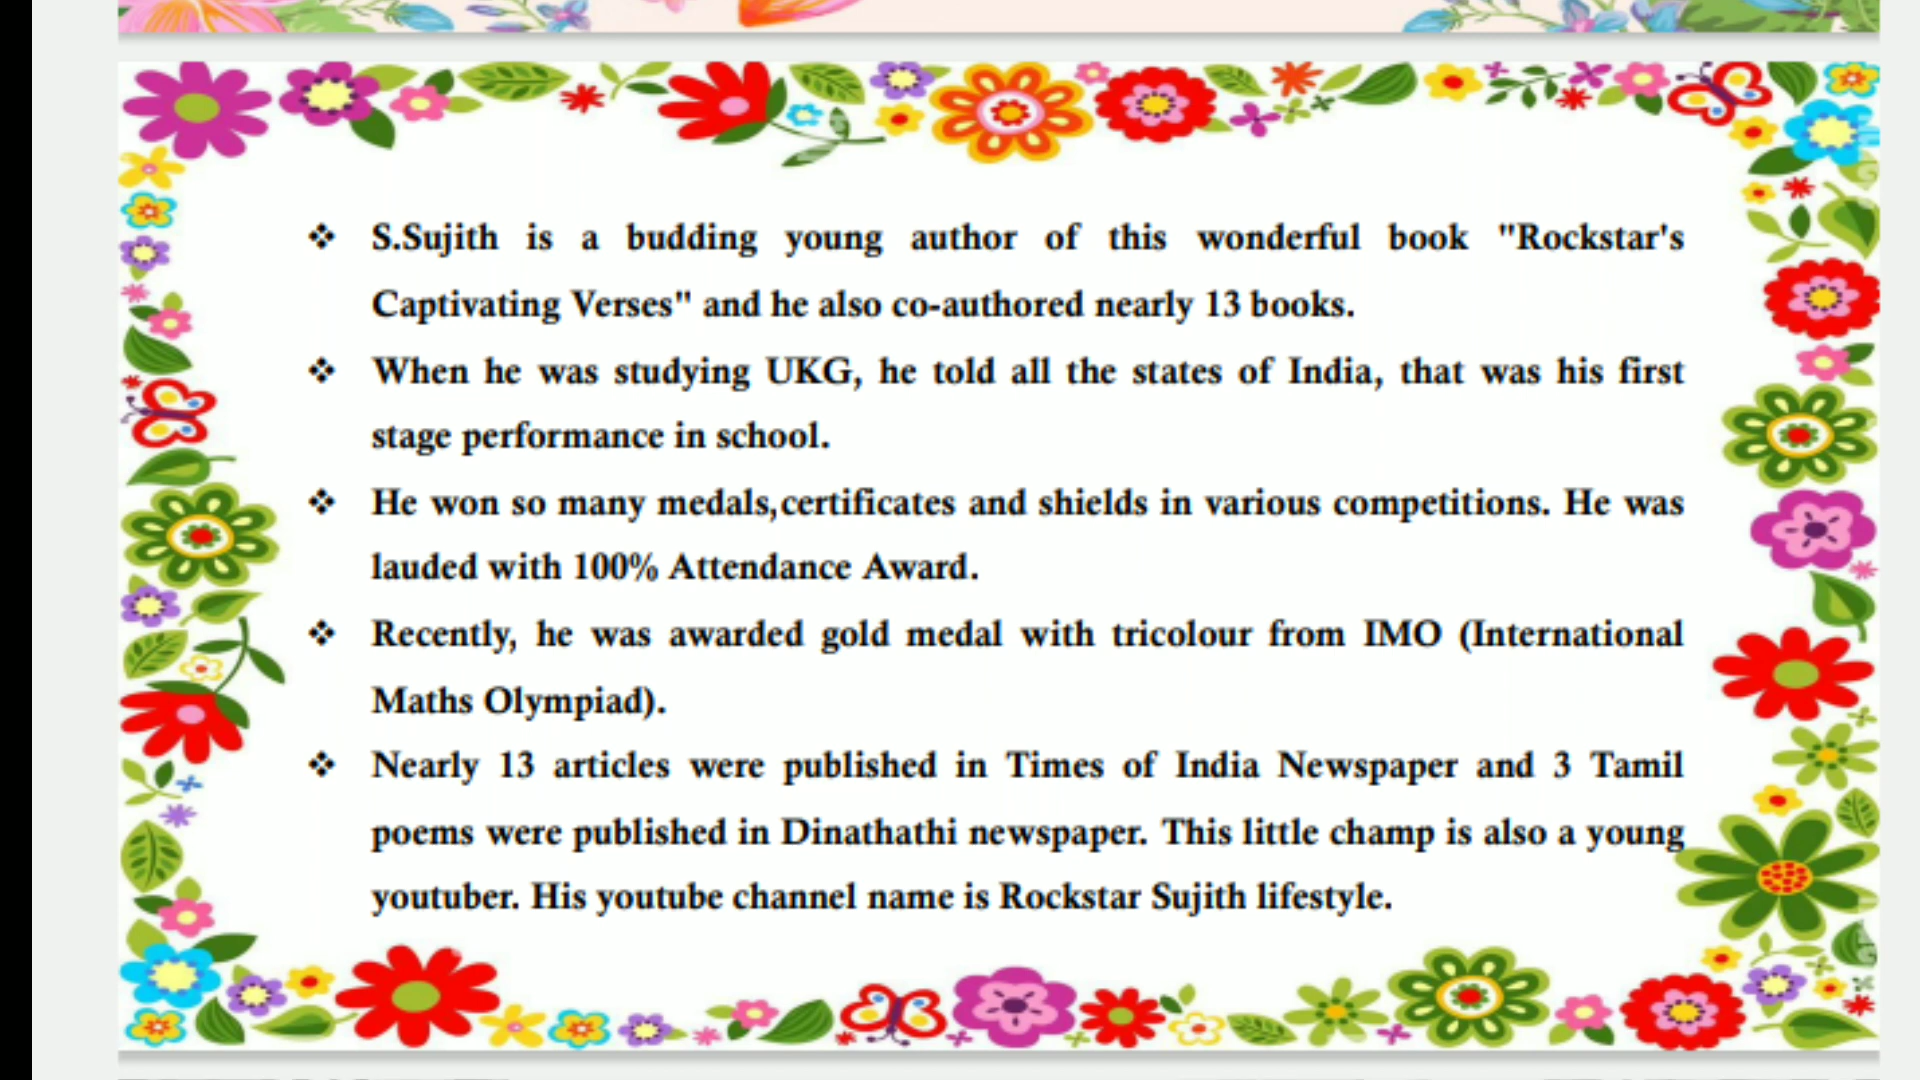 ❖ S.Sujith is a budding young author of this wonderful book "Rockstar's
Captivating Verses" and he also co-authored nearly 13 books.
❖ When he was studying UKG, he told all the states of India, that was his first
stage performance in school.
❖ He won so many medals,certificates and shields in various competitions. He was
lauded with 100% Attendance Award.
❖ Recently, he was awarded gold medal with tricolour from IMO (International
Maths Olympiad).
❖ Nearly 13 articles were published in Times of India Newspaper and 3 Tamil
poems were published in Dinathathi newspaper. This little champ is also a young
youtuber. His youtube channel name is Rockstar Sujith lifestyle.